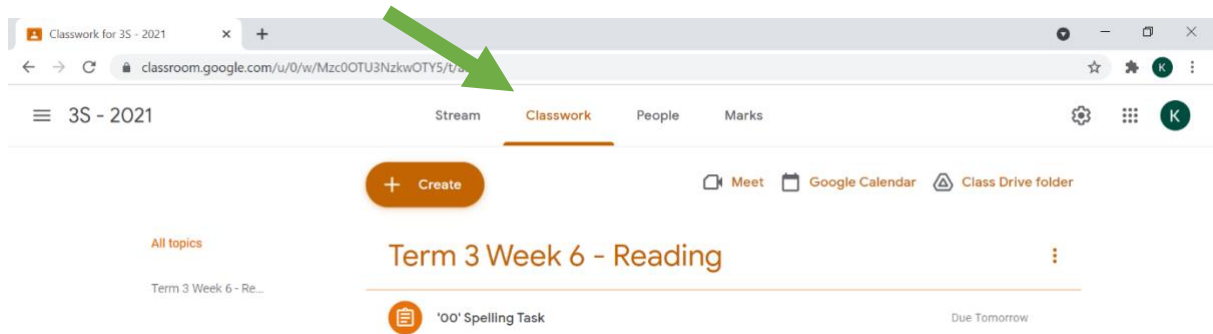 Classwork for 3S - 2021
classroom.google.com/u/0/w/Mzc0OTU3NzkwOTY5/t/a
K
3S - 2021
Stream Classwork People Marks
K
+ Create
Meet Google Calendar Class Drive folder
All topics
Term 3 Week 6 - Reading
Term 3 Week 6 - Re...
'oo' Spelling Task
Due Tomorrow